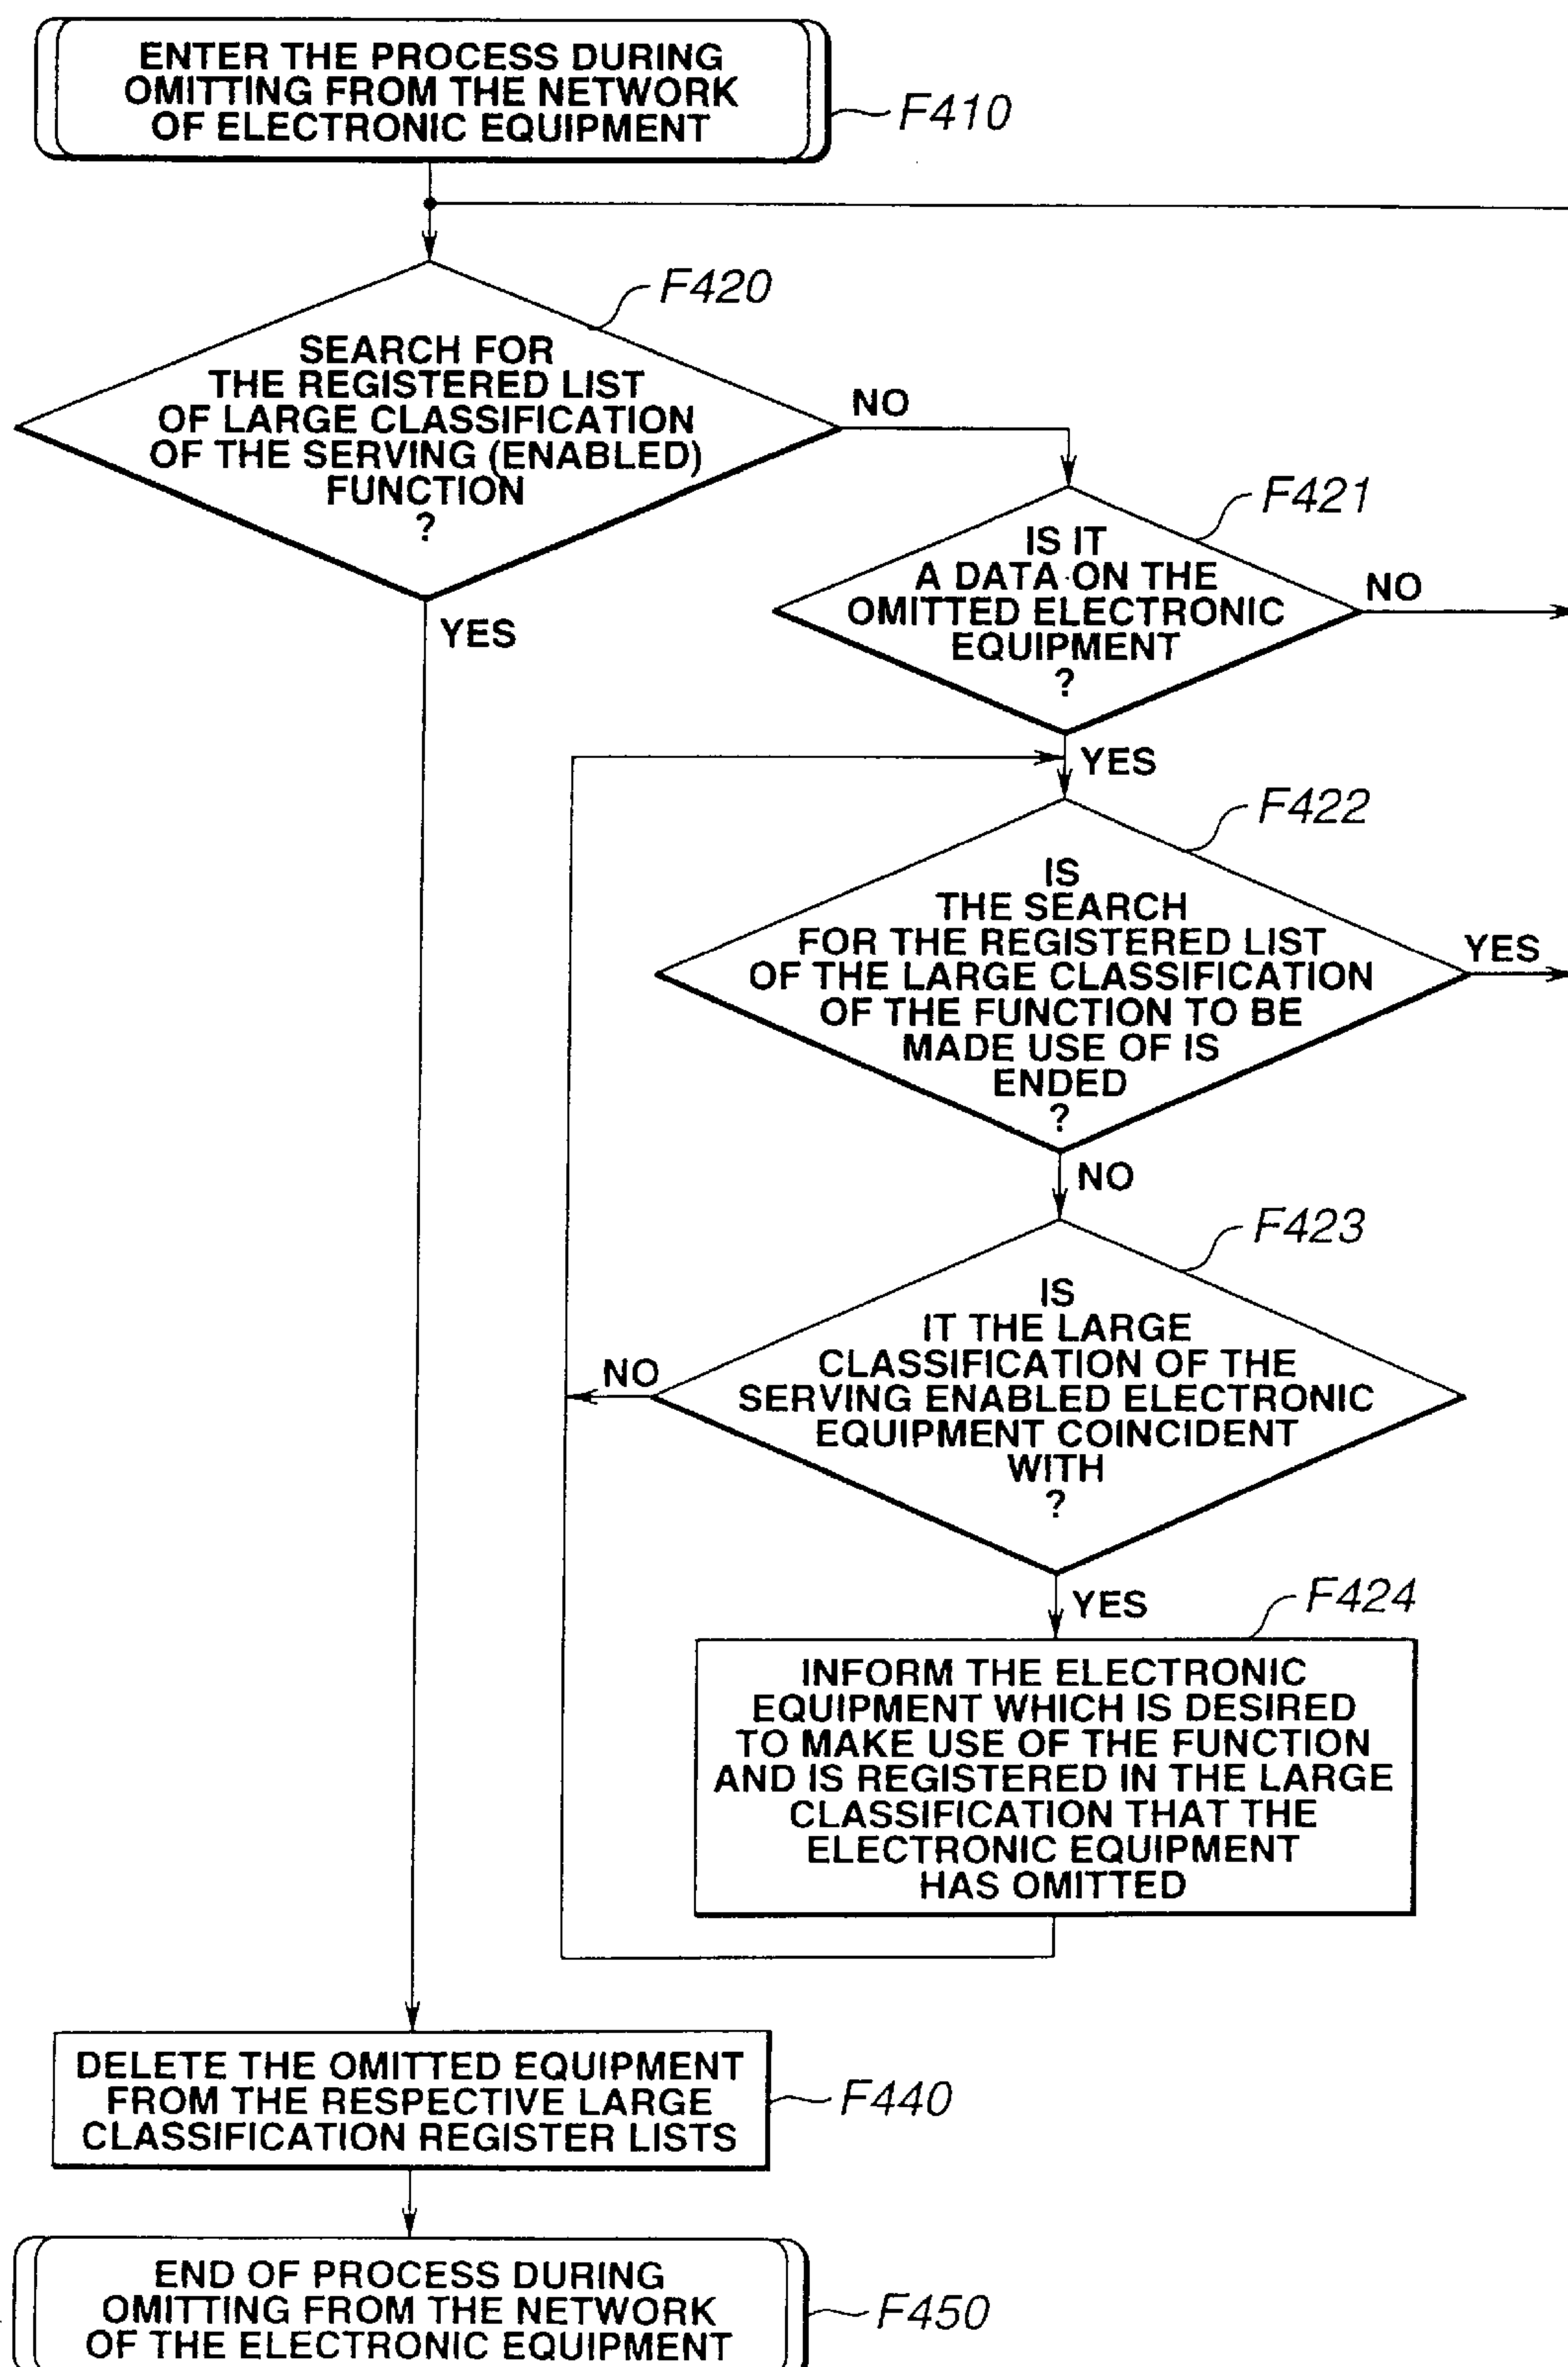 ENTER THE PROCESS DURING
OMITTING FROM THE NETWORK
OF ELECTRONIC EQUIPMENT
F410
F420
SEARCH FOR
THE REGISTERED LIST
OF LARGE CLASSIFICATION
OF THE SERVING (ENABLED)
FUNCTION
?
NO
YES
F421
IS IT
A DATA ON THE
OMITTED ELECTRONIC
EQUIPMENT
?
NO
YES
F422
IS
THE SEARCH
FOR THE REGISTERED LIST
OF THE LARGE CLASSIFICATION
OF THE FUNCTION TO BE
MADE USE OF IS
ENDED
?
YES
NO
F423
IS
IT THE LARGE
CLASSIFICATION OF THE
SERVING ENABLED ELECTRONIC
EQUIPMENT COINCIDENT
WITH
?
NO
YES
F424
INFORM THE ELECTRONIC
EQUIPMENT WHICH IS DESIRED
TO MAKE USE OF THE FUNCTION
AND IS REGISTERED IN THE LARGE
CLASSIFICATION THAT THE
ELECTRONIC EQUIPMENT
HAS OMITTED
DELETE THE OMITTED EQUIPMENT
FROM THE RESPECTIVE LARGE
CLASSIFICATION REGISTER LISTS
F440
END OF PROCESS DURING
OMITTING FROM THE NETWORK
OF THE ELECTRONIC EQUIPMENT
F450